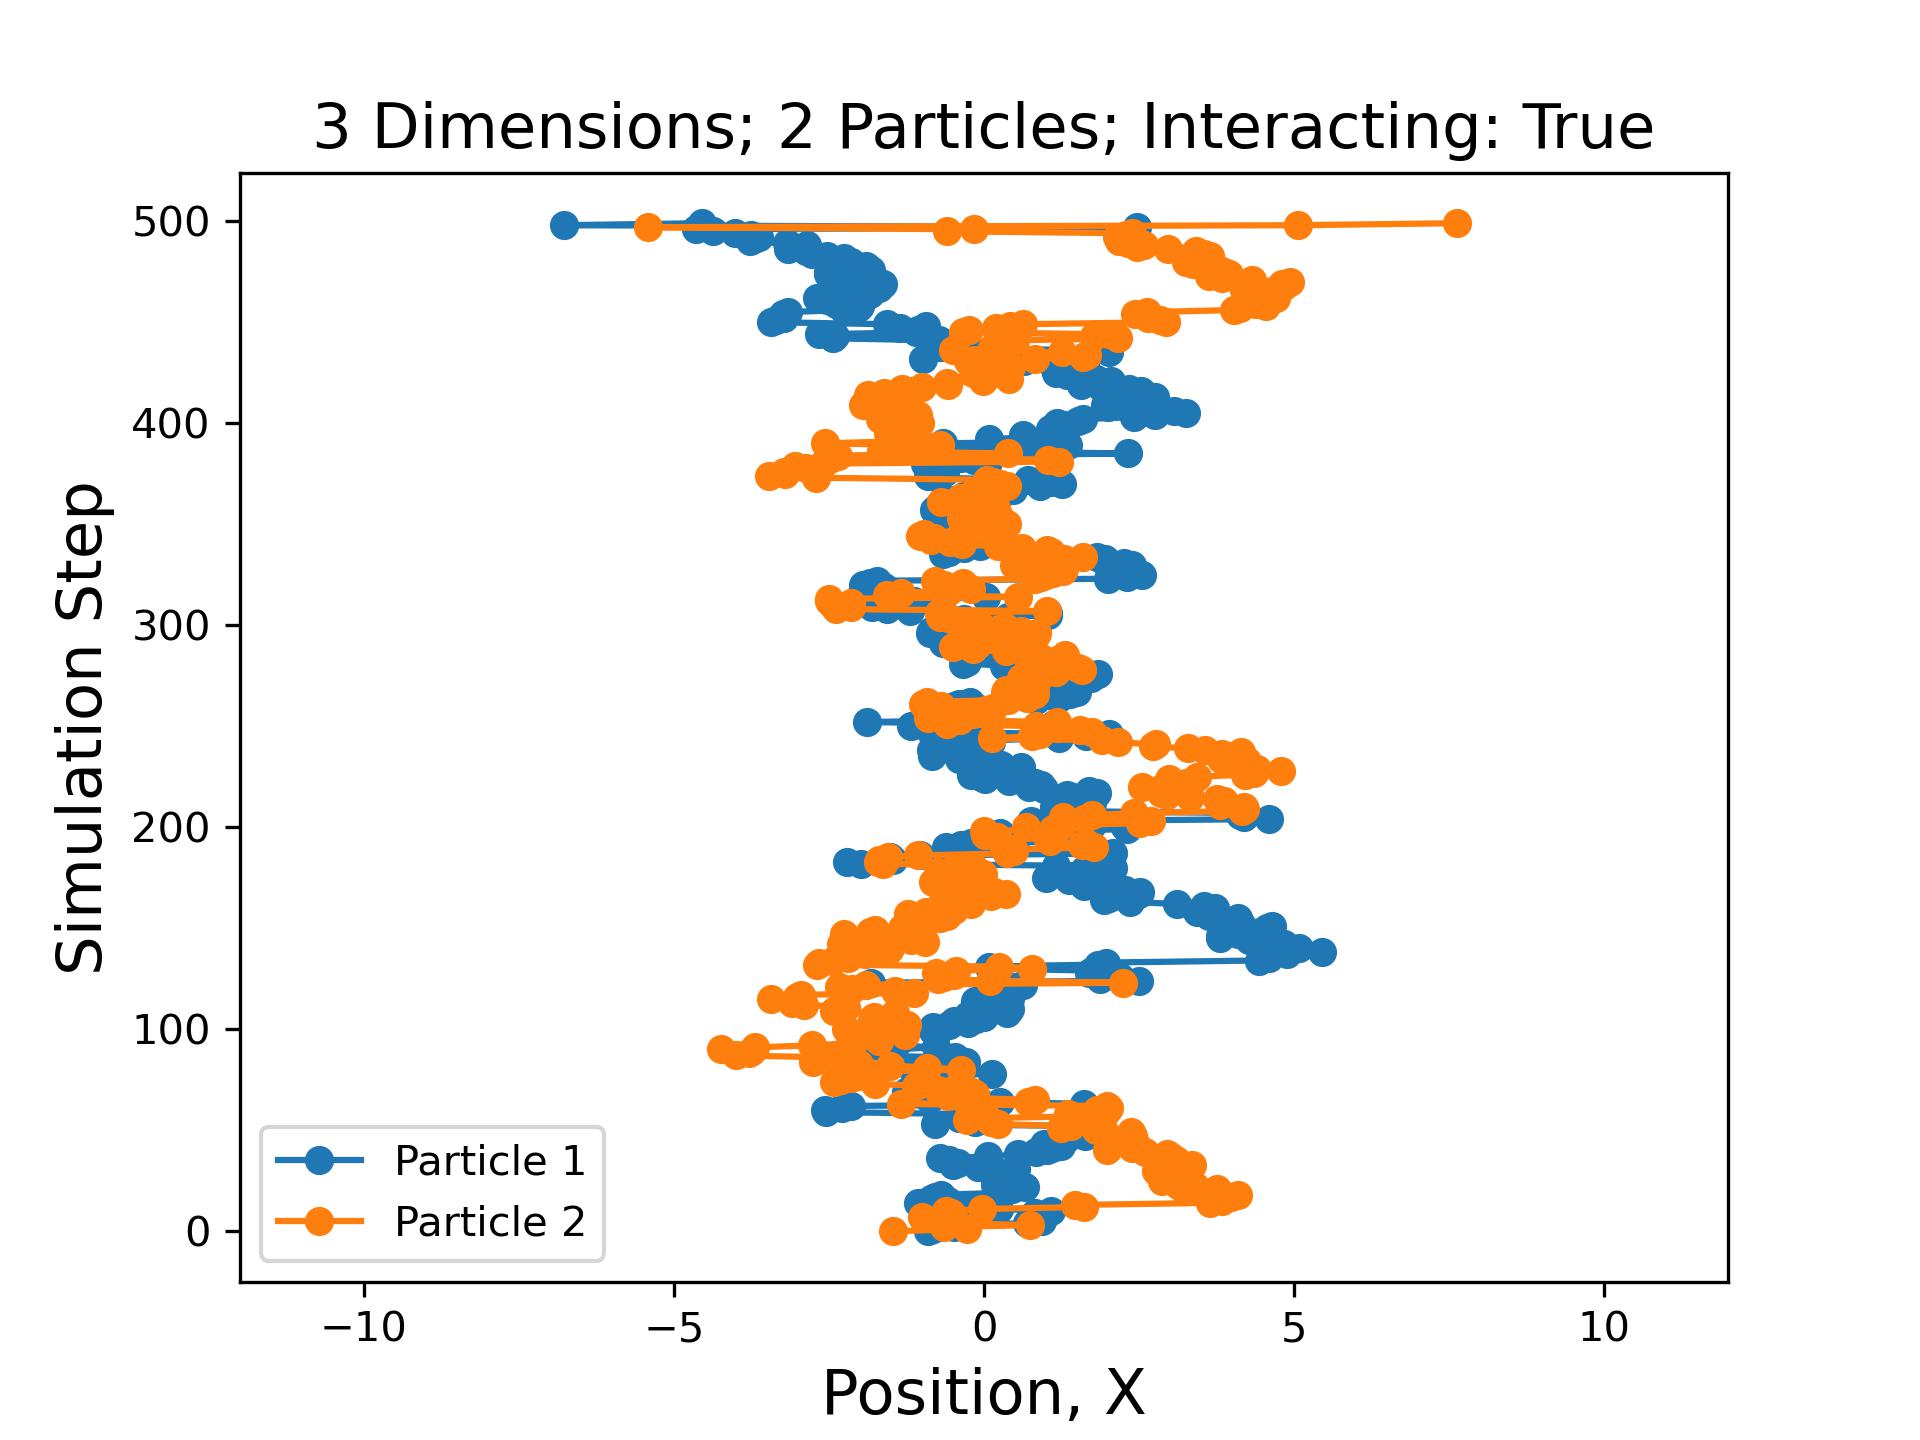 3 Dimensions; 2 Particles; Interacting: True
Simulation Step
500
400
300
200
100
0
Particle 1
Particle 2
−10
−5
0
5
10
Position, X